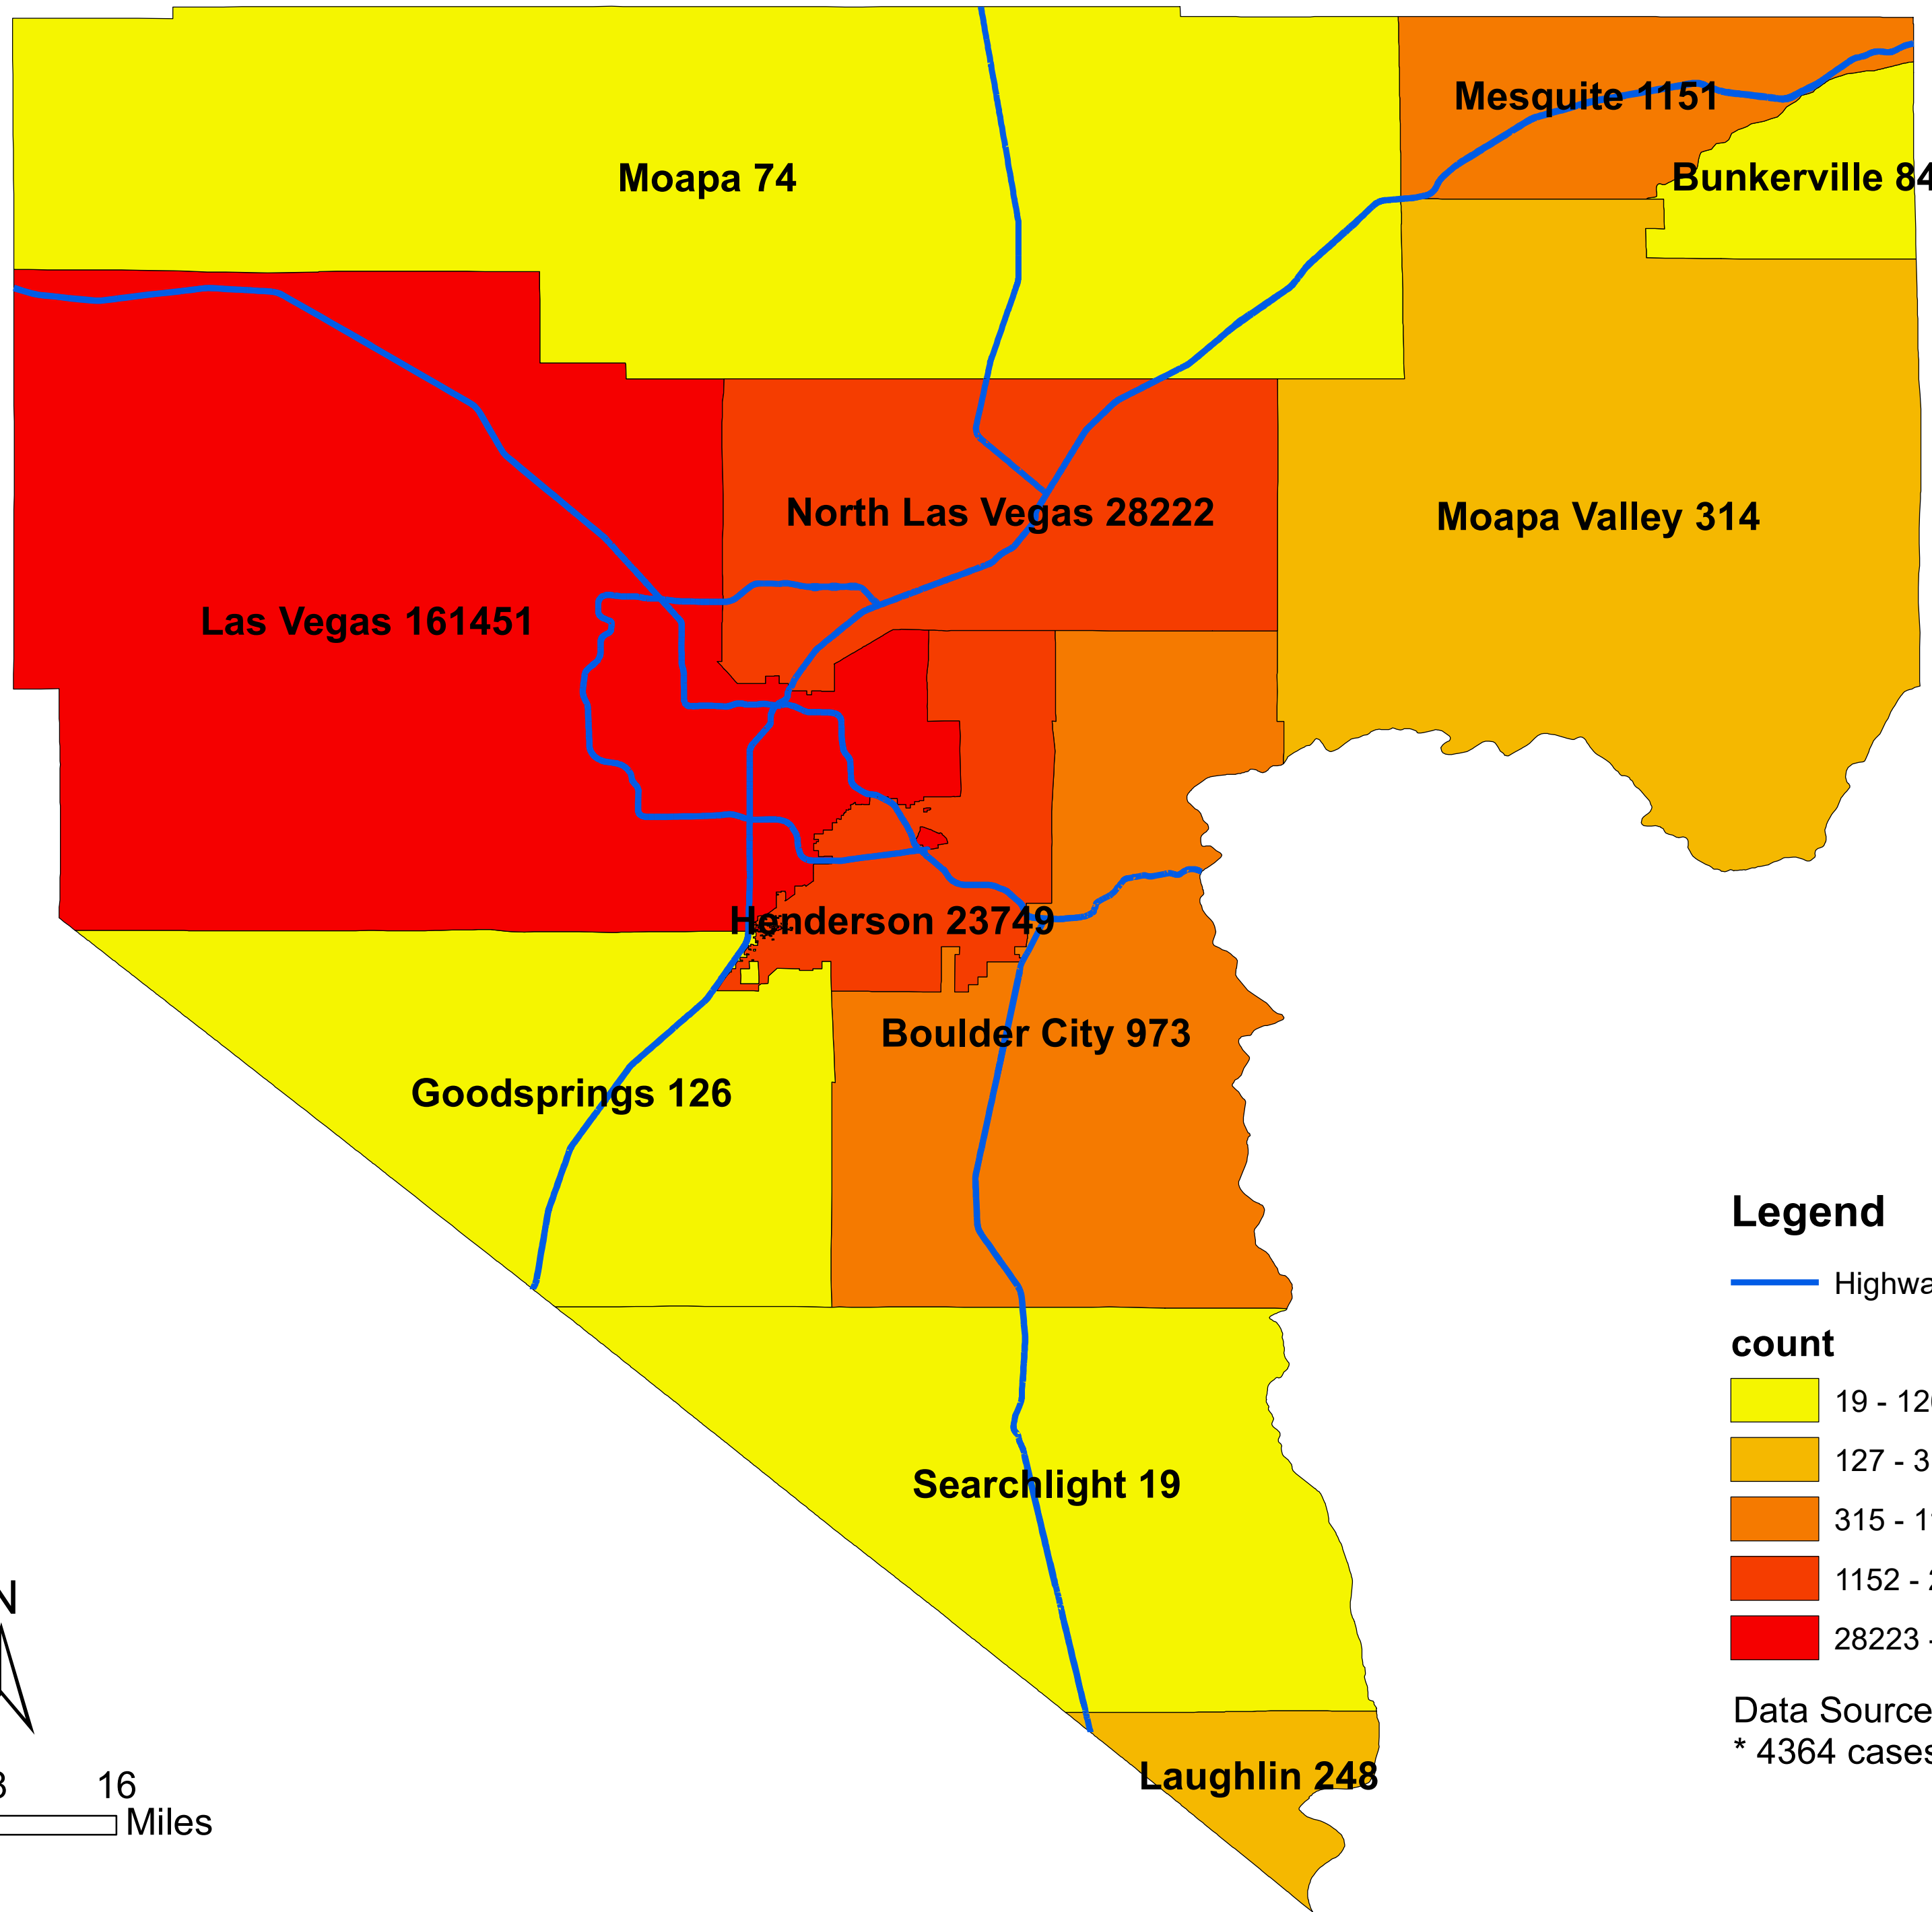 Mesquite 1151
Moapa 74
Bunkerville 84
North Las Vegas 28222
Moapa Valley 314
Las Vegas 161451
Henderson 23749
Boulder City 973
Goodsprings 126
Searchlight 19
Laughlin 248
Legend
Highwa
count
19 - 12
127 - 3
315 - 1
1152 - 2
28223 -
Data Source
* 4364 cases
N
16
Miles